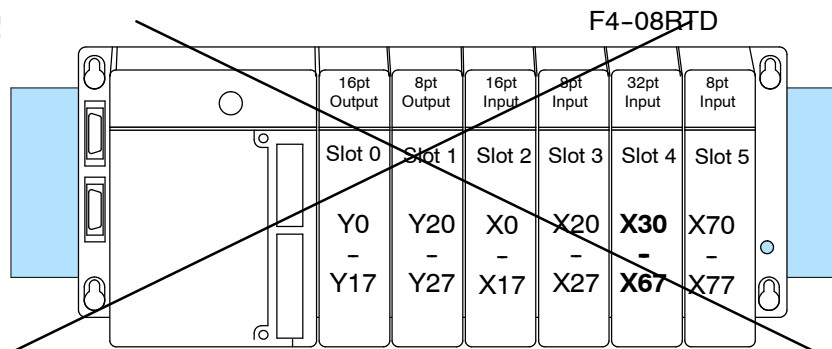 F4-08RTD
16pt Output
8pt Output
16pt Input
8pt Input
32pt Input
8pt Input
Slot 0
Slot 1
Slot 2
Slot 3
Slot 4
Slot 5
Y0 - Y17
Y20 - Y27
X0 - X17
X20 - X27
X30 - X67
X70 - X77